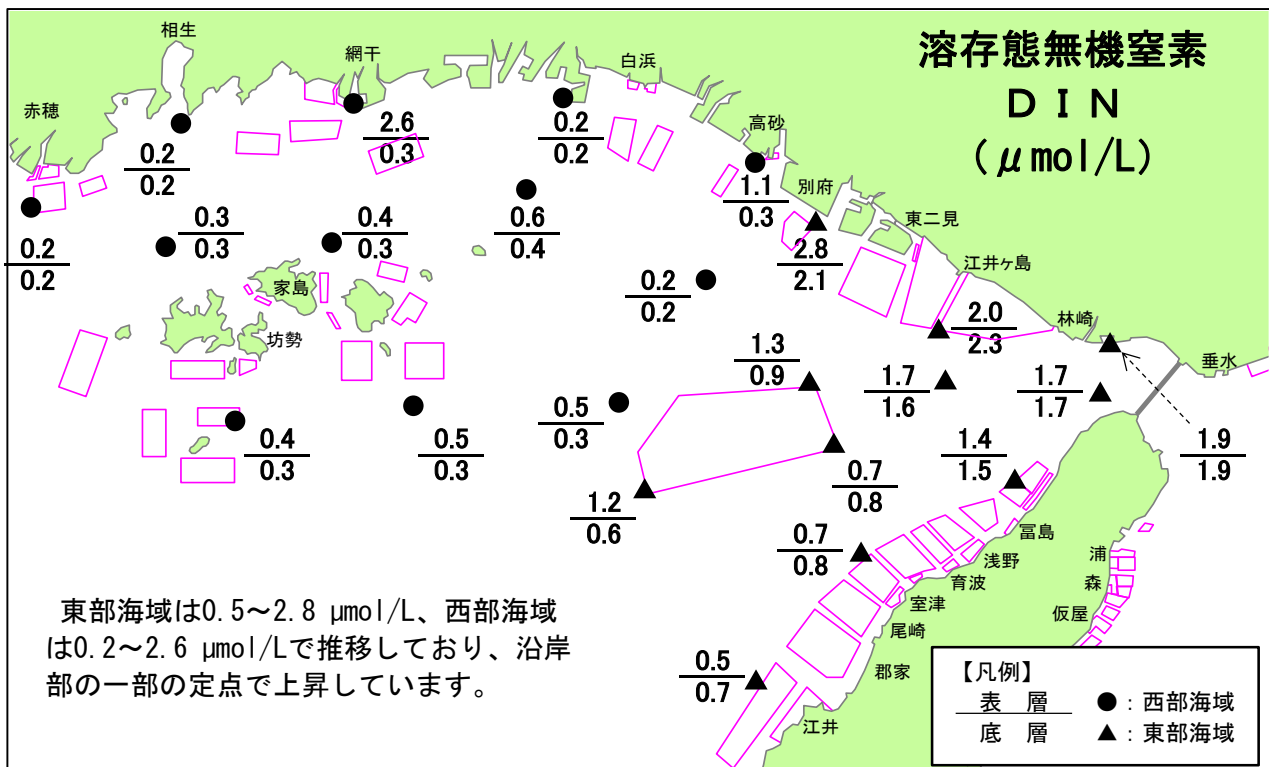 溶存態無機窒素
ＤＩＮ
(μmol/L)
相生
網干
白浜
赤穂
高砂
別府
東二見
江井ヶ島
林崎
垂水
家島
坊勢
2.6
0.3
0.2
0.2
0.2
0.2
1.1
0.3
0.2
0.2
0.3
0.3
0.4
0.3
0.6
0.4
2.8
2.1
0.2
0.2
2.0
2.3
1.3
0.9
1.7
1.6
1.7
1.7
0.5
0.3
0.4
0.3
0.5
0.3
1.4
1.5
1.9
1.9
0.7
0.8
1.2
0.6
0.7
0.8
0.5
0.7
冨島
浅野
育波
室津
尾崎
郡家
江井
浦
森
仮屋
東部海域は0.5～2.8 μmol/L、西部海域
は0.2～2.6 μmol/Lで推移しており、沿岸
部の一部の定点で上昇しています。
【凡例】
表 層
底 層
●：西部海域
▲：東部海域